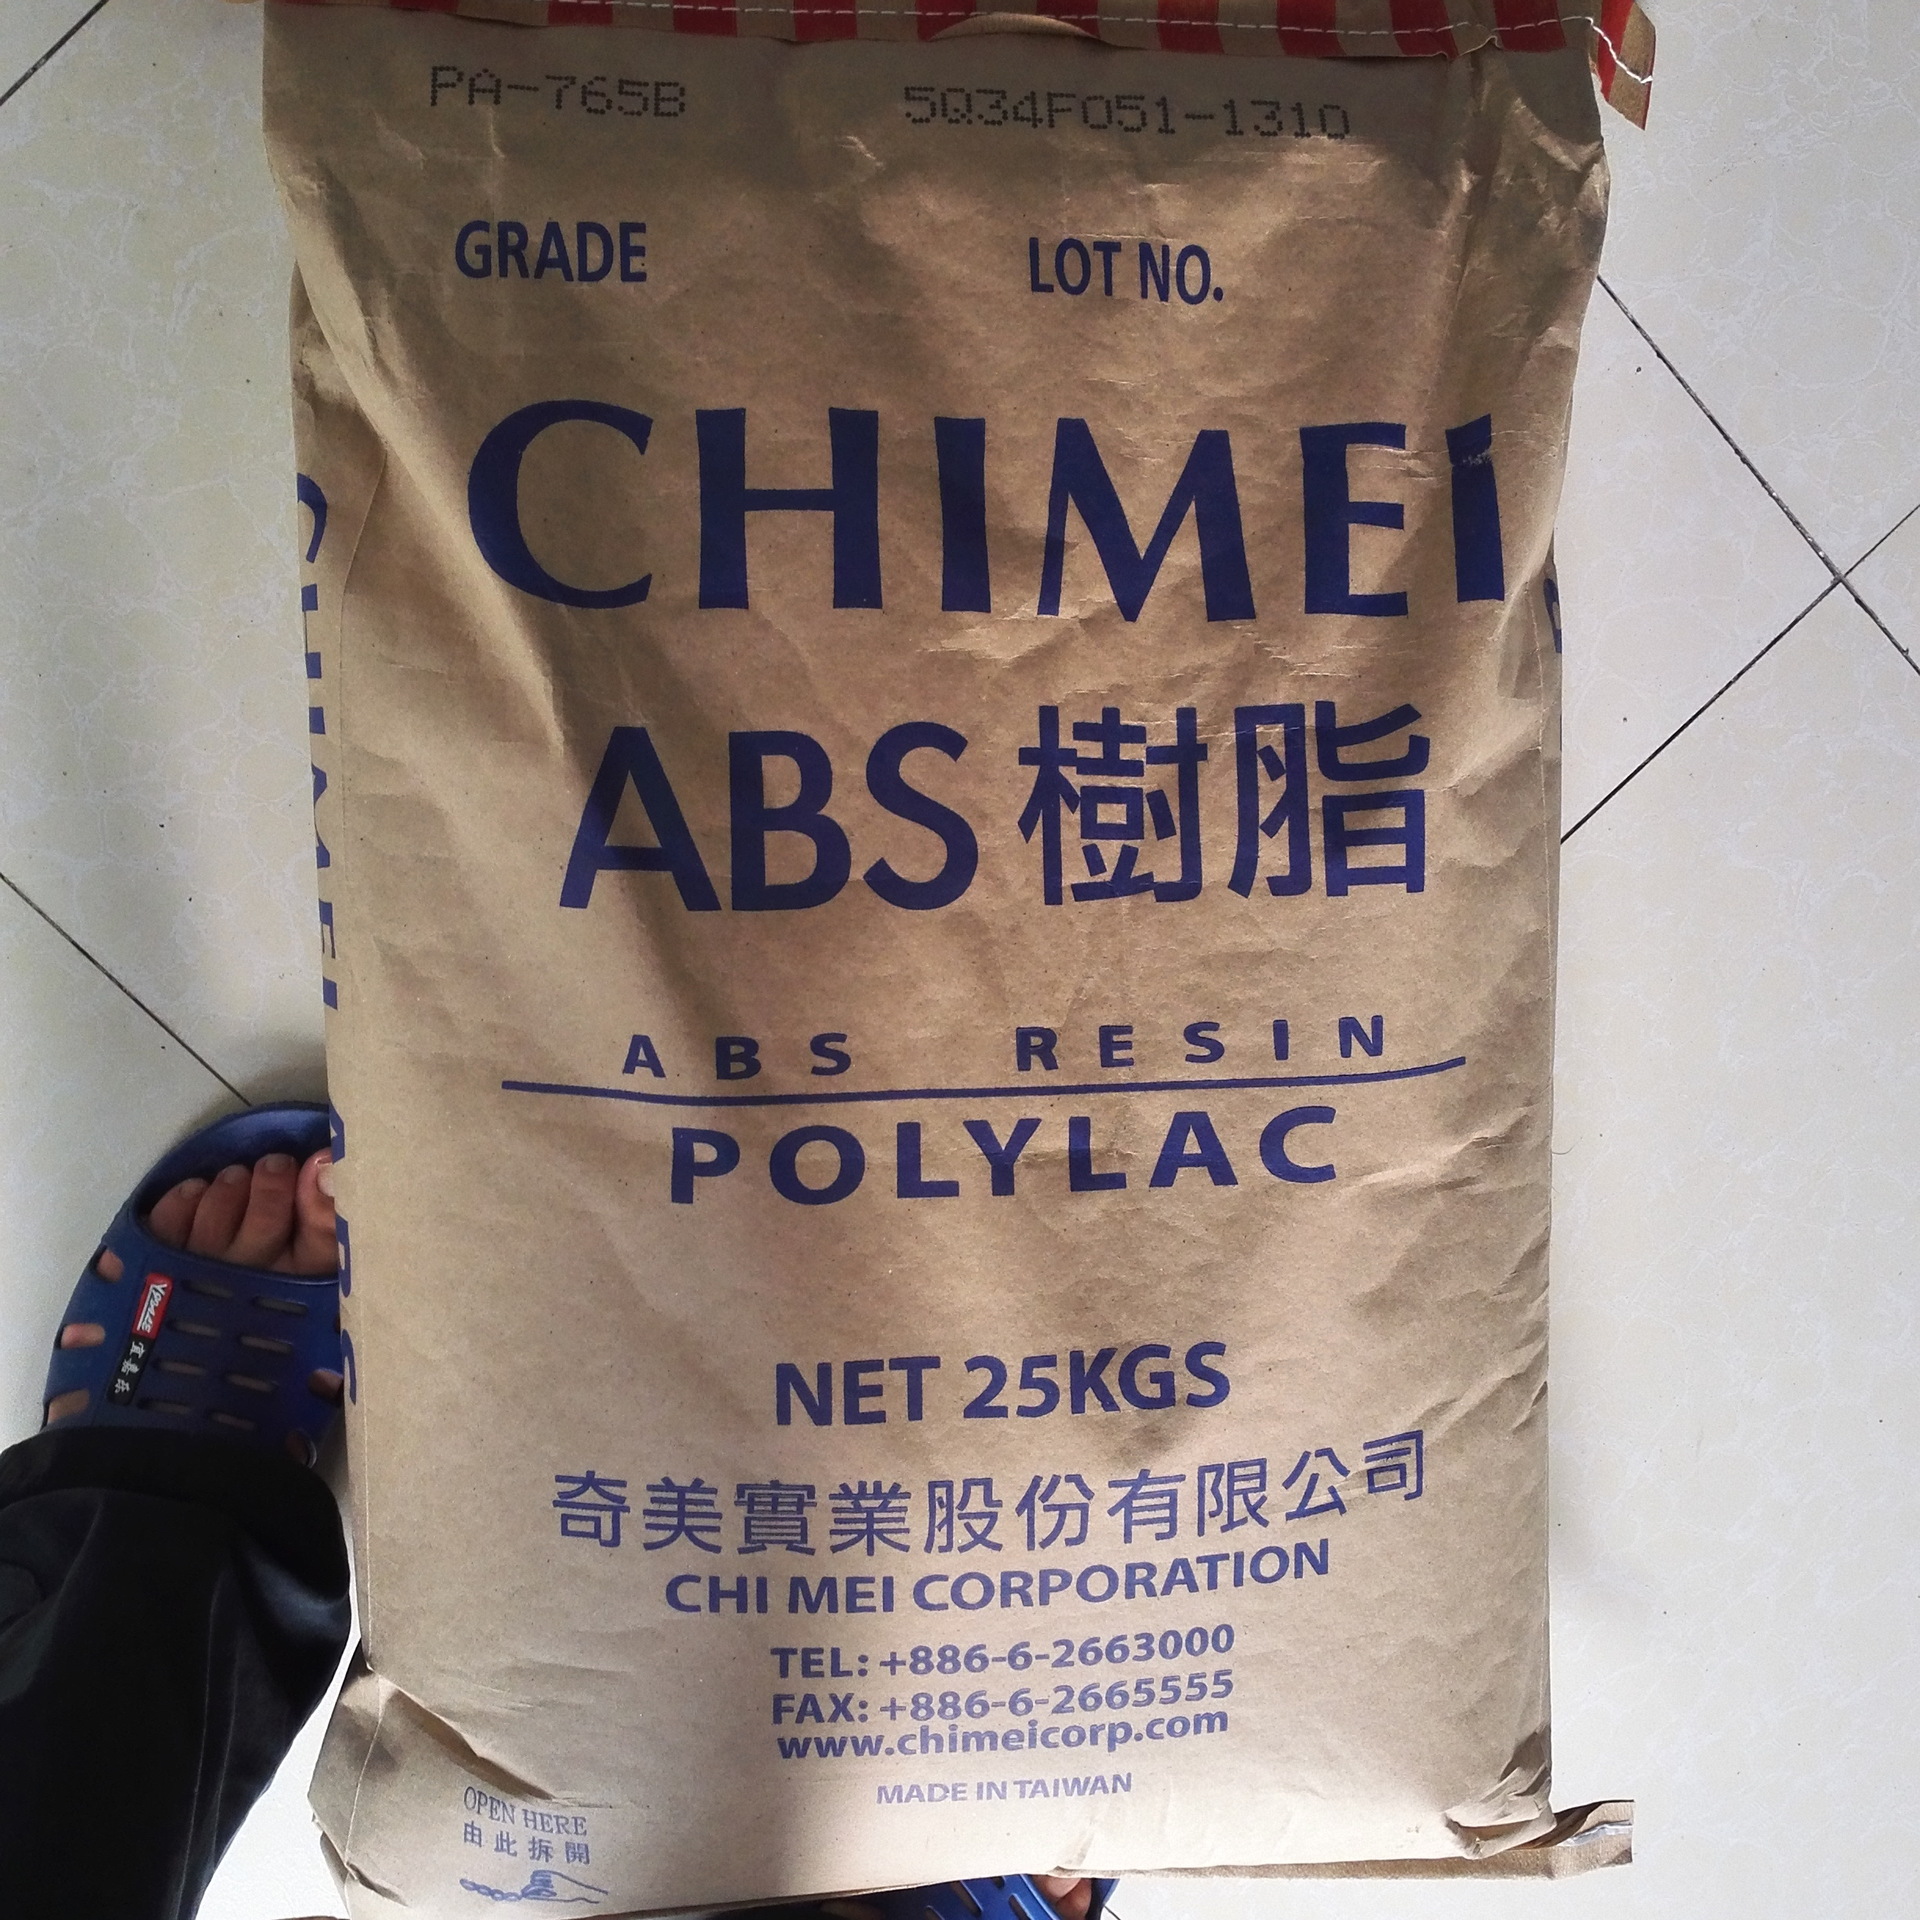 PA-765B 5Q34F051-1310
GRADE LOT NO.
CHIMEI
ABS樹脂
ABS RESIN
POLYLAC
NET 25KGS
奇美實業股份有限公司
CHI MEI CORPORATION
TEL: +886-6-2663000
FAX: +886-6-2665555
www.chimeicorp.com
MADE IN TAIWAN
OPEN HERE
由此拆開
CHIMEI ABS